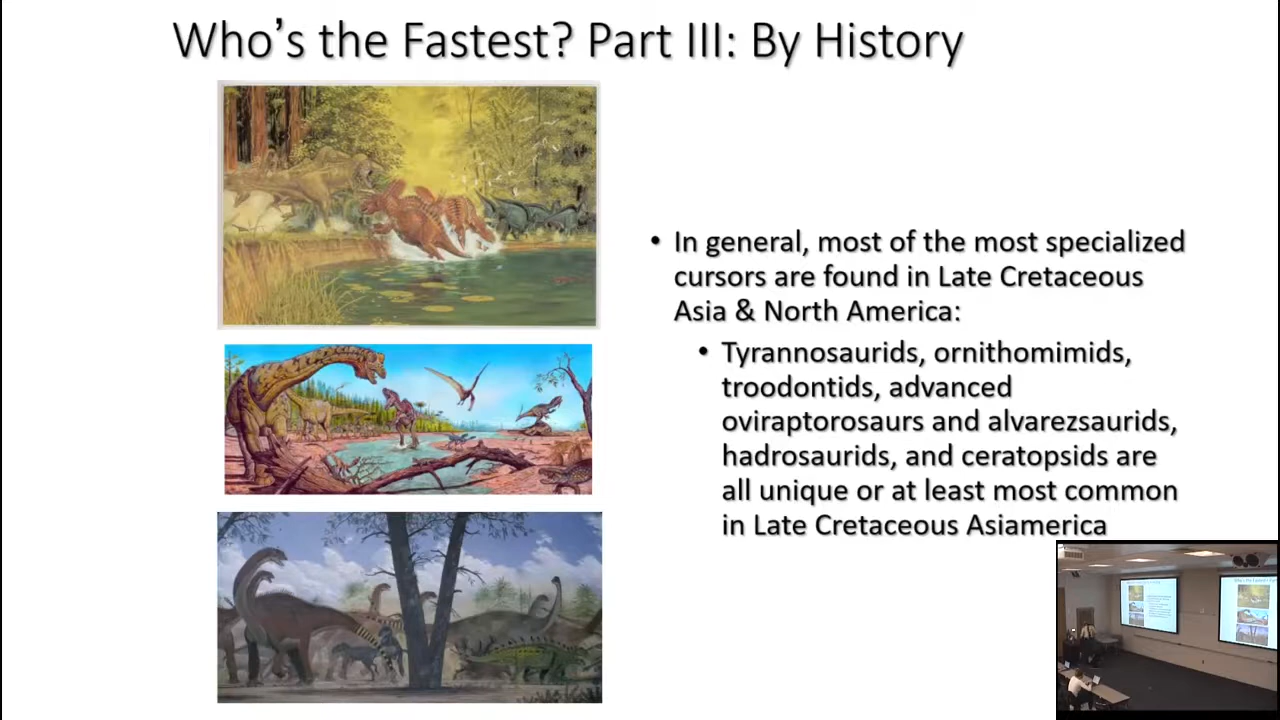 Who’s the Fastest? Part III: By History
• In general, most of the most specialized
cursors are found in Late Cretaceous
Asia & North America:
• Tyrannosaurids, ornithomimids,
troodontids, advanced
oviraptorosaurs and alvarezsaurids,
hadrosaurids, and ceratopsids are
all unique or at least most common
in Late Cretaceous Asiamerica